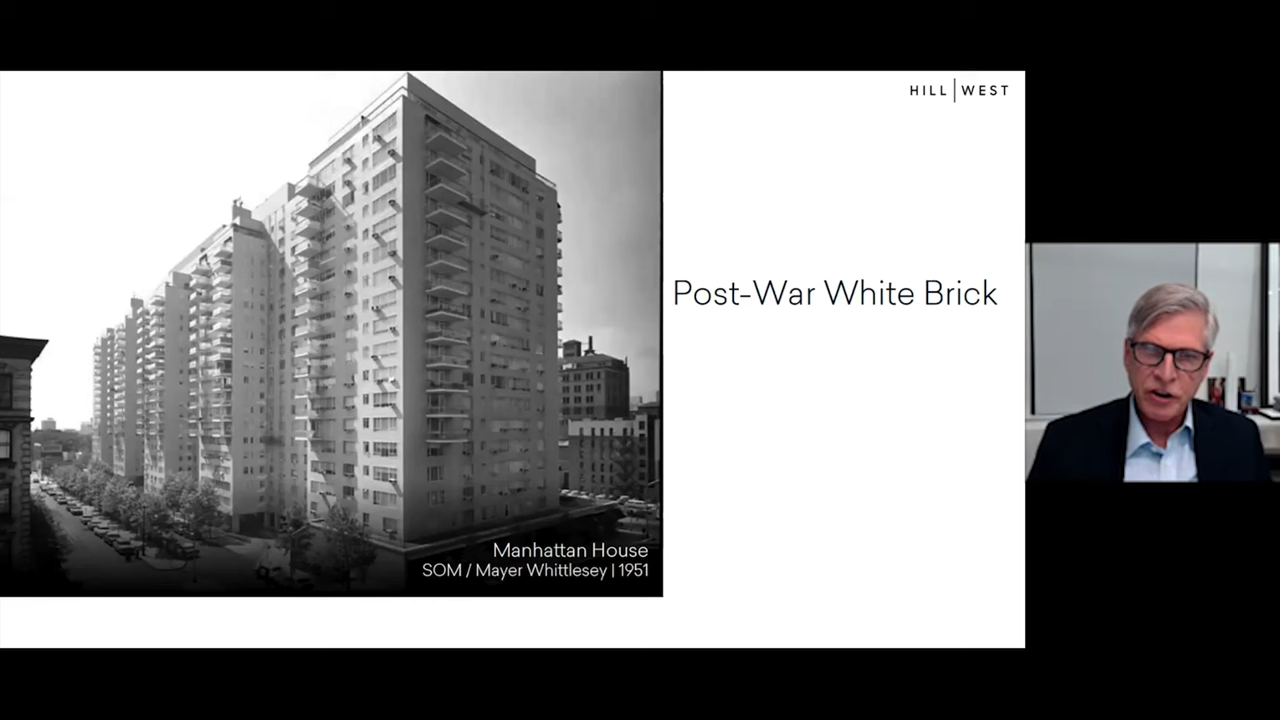 HILL | WEST
Post-War White Brick
Manhattan House
SOM / Mayer Whittlesey | 1951